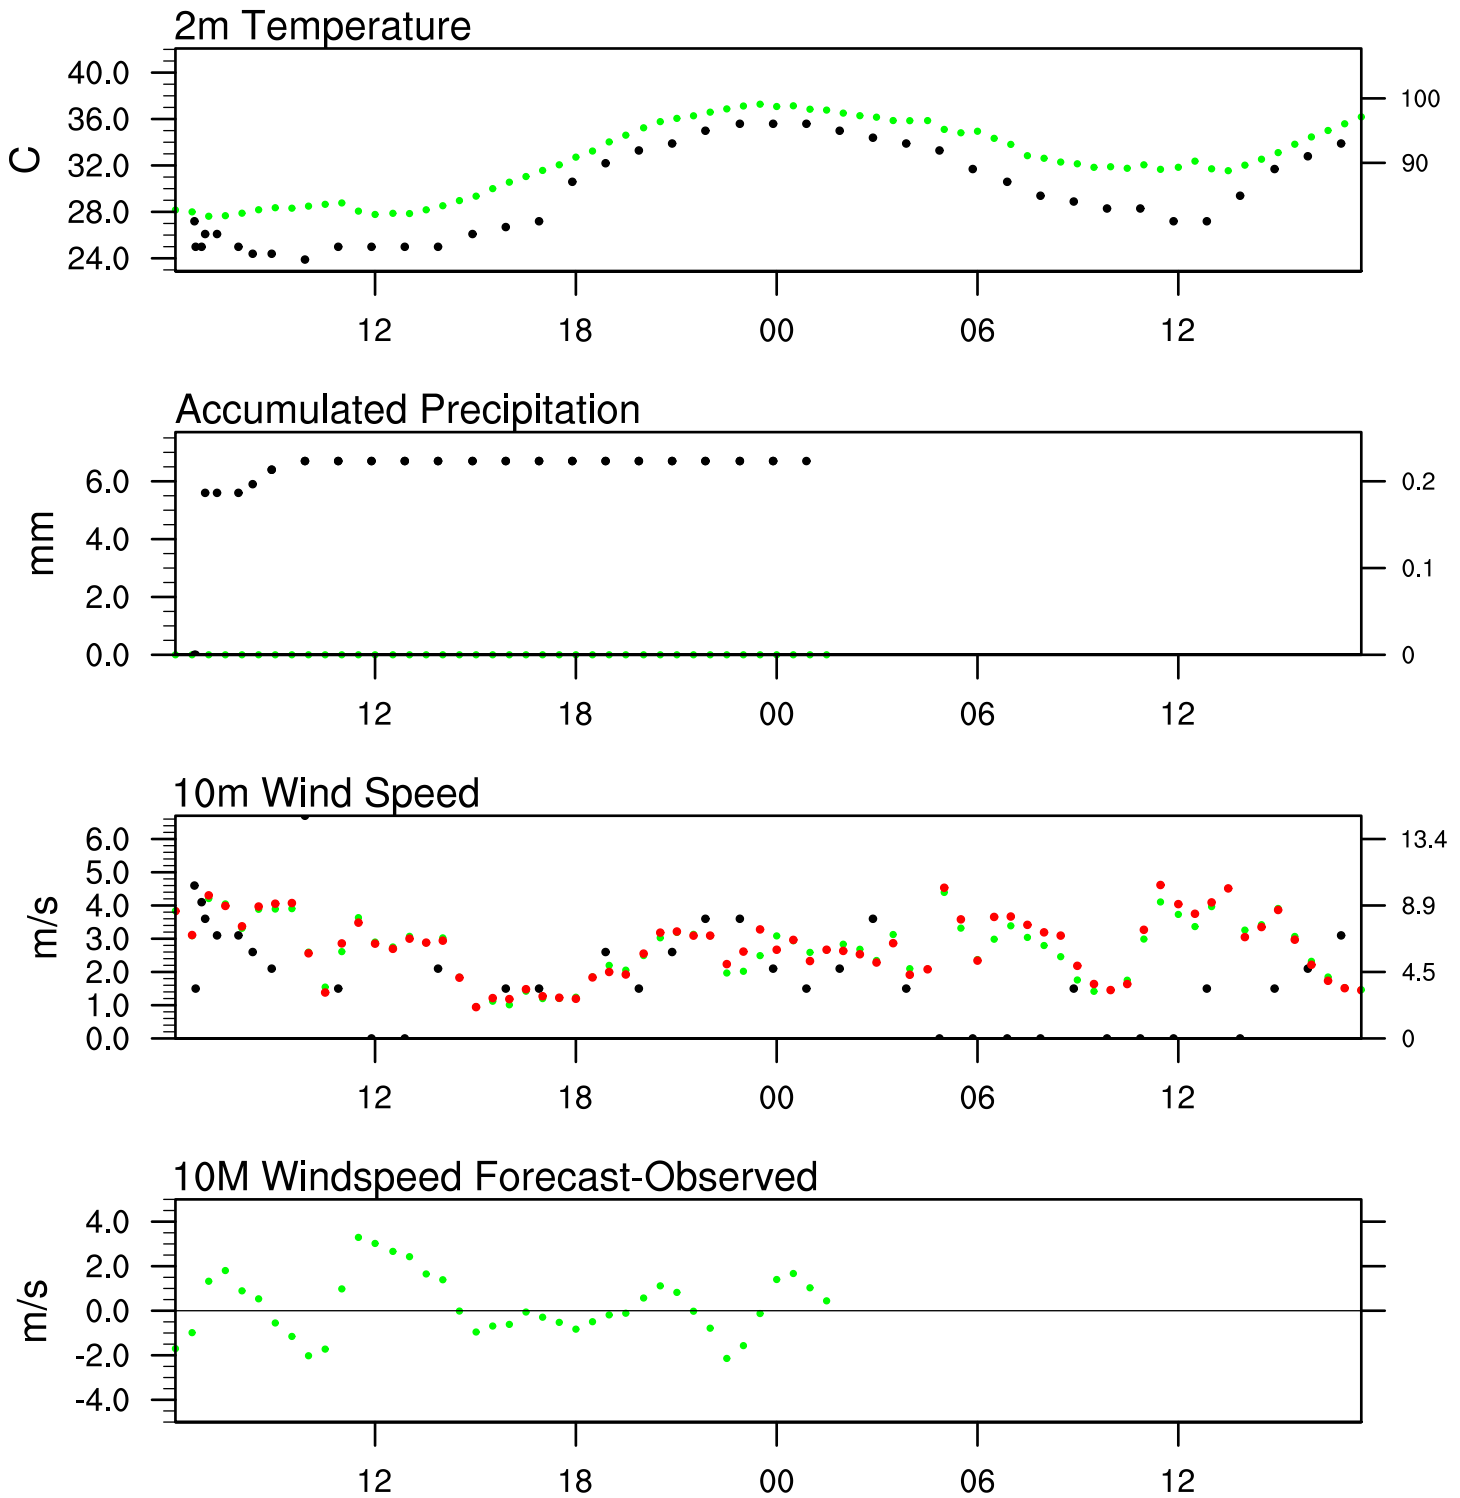 2m Temperature
40.0
36.0
32.0
28.0
24.0
C
100
90
12 18 00 06 12
Accumulated Precipitation
6.0
4.0
2.0
0.0
mm
0.2
0.1
0
12 18 00 06 12
10m Wind Speed
6.0
5.0
4.0
3.0
2.0
1.0
0.0
m/s
13.4
8.9
4.5
0
12 18 00 06 12
10M Windspeed Forecast-Observed
4.0
2.0
0.0
-2.0
-4.0
m/s
12 18 00 06 12